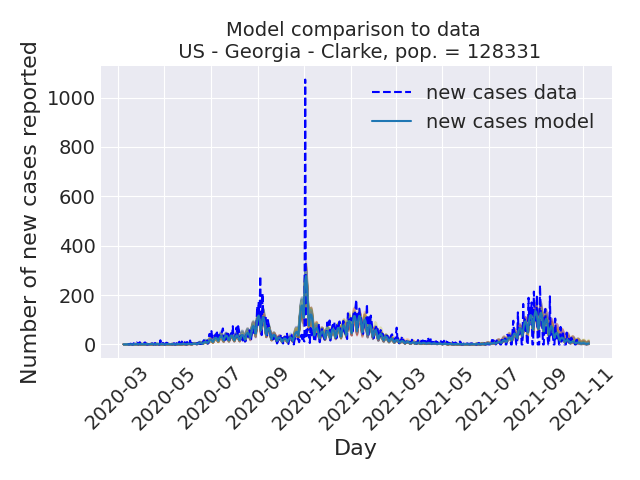 Model comparison to data
US - Georgia - Clarke, pop. = 128331
Number of new cases reported
1000
800
600
400
200
0
new cases data
new cases model
2020-03
2020-05
2020-07
2020-09
2020-11
2021-01
2021-03
2021-05
2021-07
2021-09
2021-11
Day